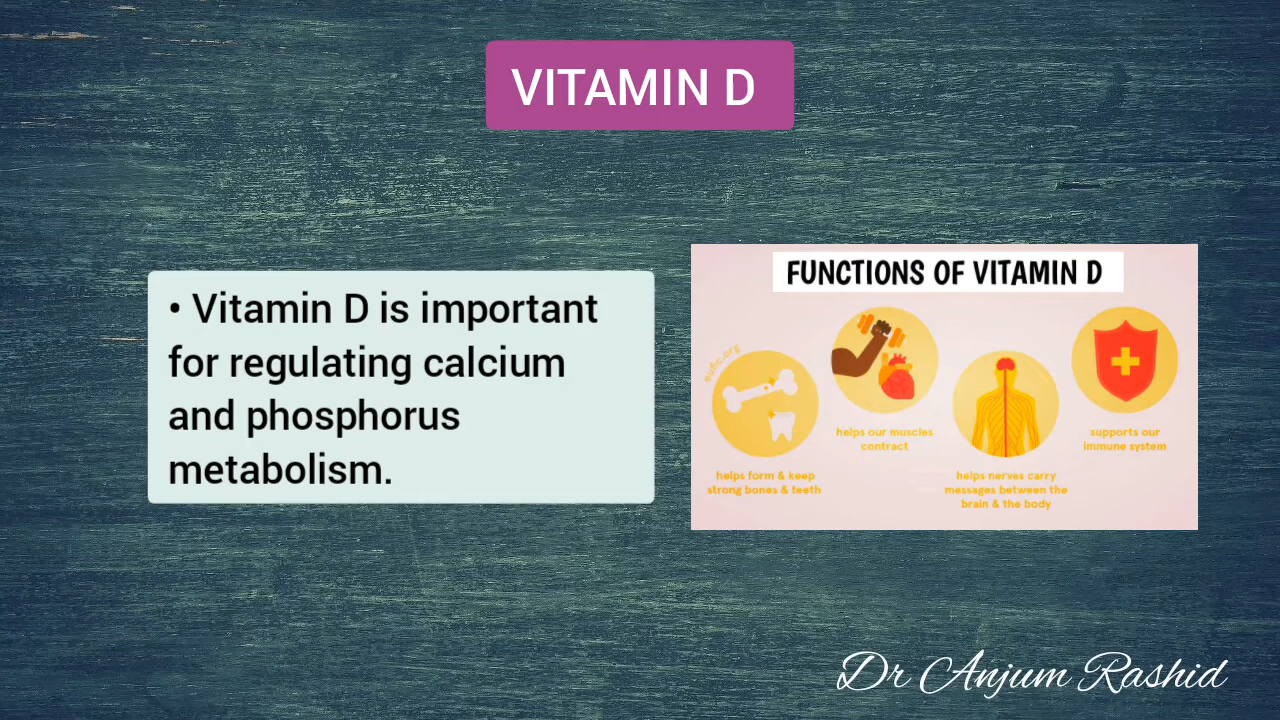 VITAMIN D
• Vitamin D is important
for regulating calcium
and phosphorus
metabolism.
FUNCTIONS OF VITAMIN D
helps form & keep
strong bones & teeth
helps our muscles
contract
helps nerves carry
messages between the
brain & the body
supports our
immune system
Dr Anjum Rashid